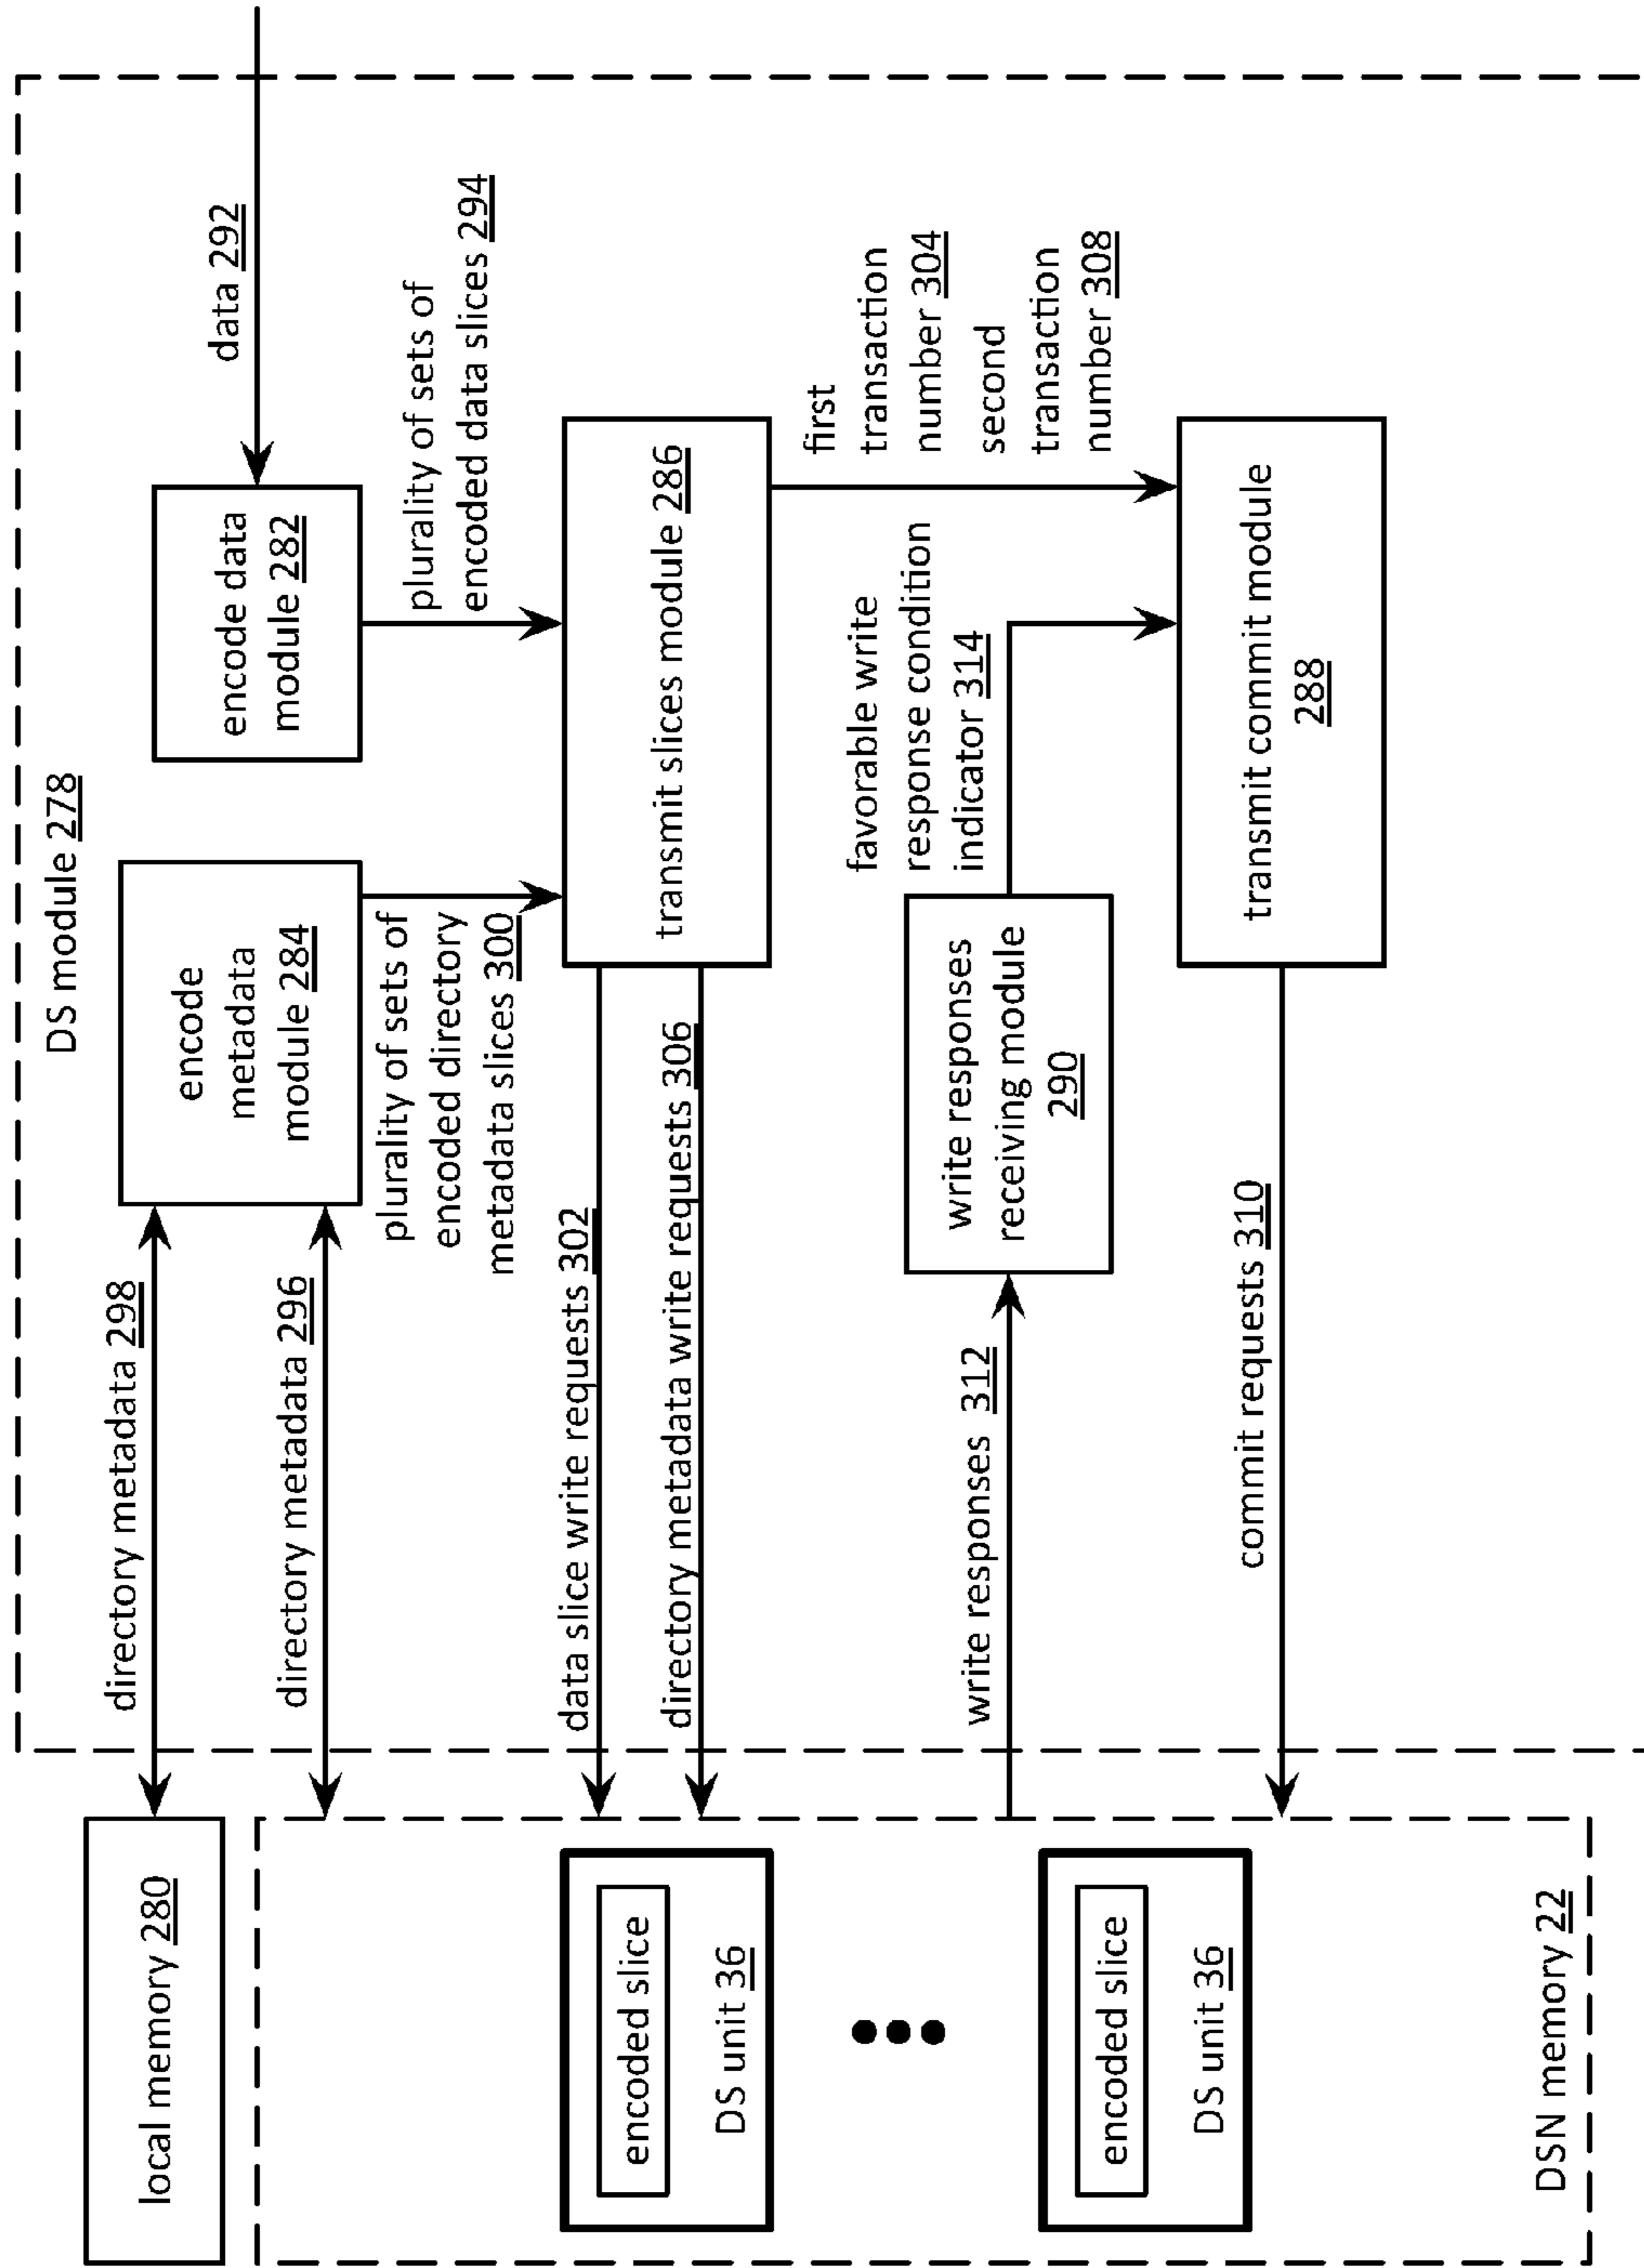 DS module 278
local memory 280
directory metadata 298
directory metadata 296
encode
metadata
module 284
encode data
module 282
data 292
plurality of sets of
encoded directory
metadata slices 300
plurality of sets of
encoded data slices 294
data slice write requests 302
directory metadata write requests 306
transmit slices module 286
encoded slice
DS unit 36
first
transaction
number 304
second
transaction
number 308
favorable write
response condition
indicator 314
write responses
receiving module
290
write responses 312
encoded slice
DS unit 36
commit requests 310
transmit commit module
288
DSN memory 22